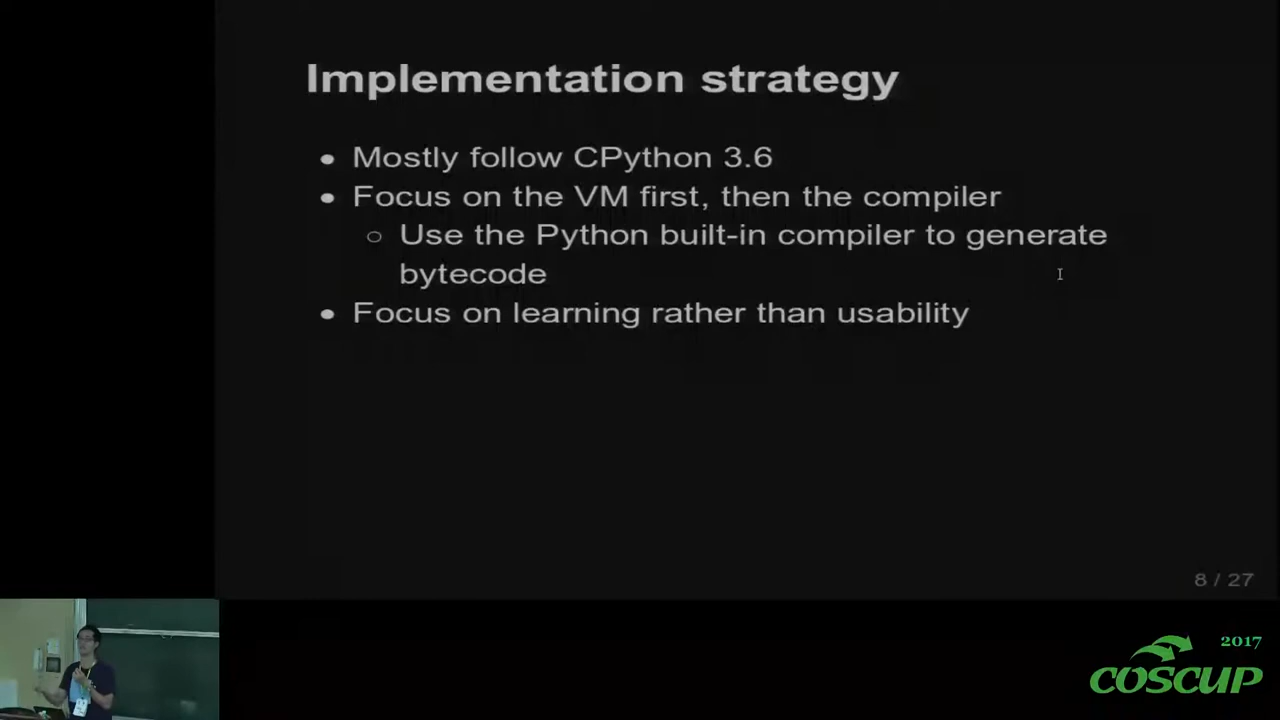 Implementation strategy
● Mostly follow CPython 3.6
● Focus on the VM first, then the compiler
○ Use the Python built-in compiler to generate
bytecode
● Focus on learning rather than usability
8 / 27
2017
COSCUP